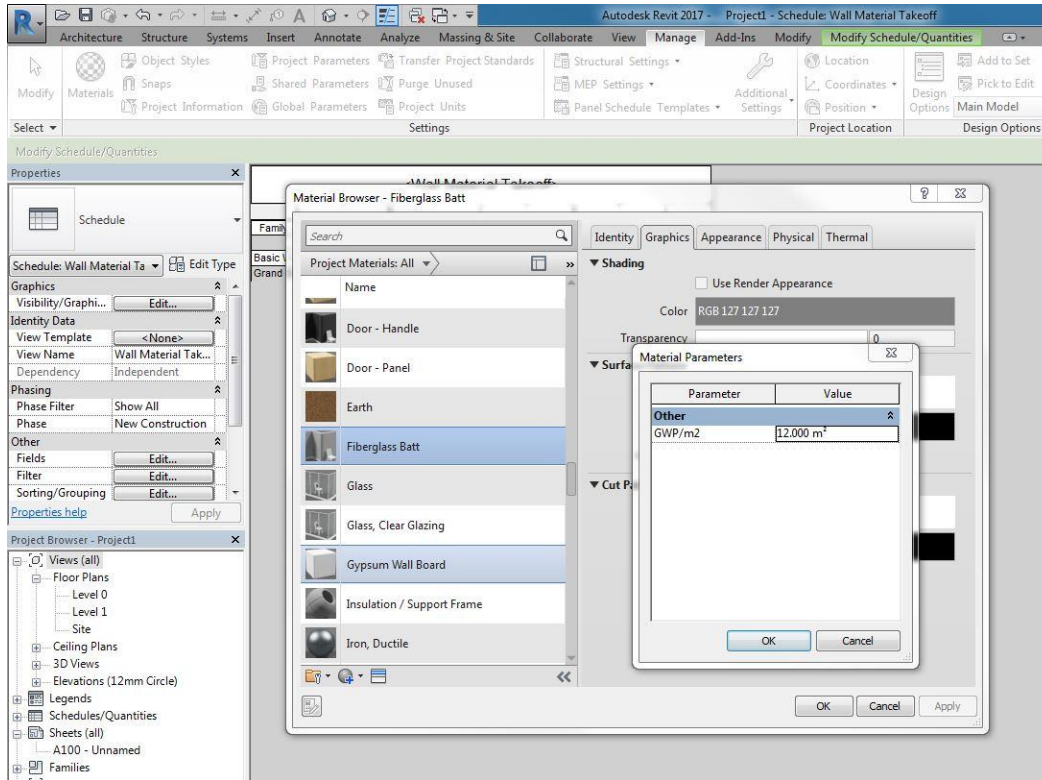 Autodesk Revit 2017 - Project1 - Schedule: Wall Material Takeoff
Architecture Structure Systems Insert Annotate Analyze Massing & Site Collaborate View Manage Add-Ins Modify Modify Schedule/Quantities
Modify
Materials
Object Styles
Snaps
Project Information
Project Parameters
Shared Parameters
Global Parameters
Transfer Project Standards
Purge Unused
Project Units
Structural Settings
MEP Settings
Panel Schedule Templates
Additional
Settings
Location
Coordinates
Position
Design
Options
Add to Set
Pick to Edit
Main Model
Select
Settings
Project Location
Design Options
Modify Schedule/Quantities
Properties
Schedule
Schedule: Wall Material Ta
Edit Type
Graphics
Visibility/Graphi... Edit...
Identity Data
View Template <None>
View Name Wall Material Tak...
Dependency Independent
Phasing
Phase Filter Show All
Phase New Construction
Other
Fields Edit...
Filter Edit...
Sorting/Grouping Edit...
Properties help Apply
Project Browser - Project1
Views (all)
Floor Plans
Level 0
Level 1
Site
Ceiling Plans
3D Views
Elevations (12mm Circle)
Legends
Schedules/Quantities
Sheets (all)
A100 - Unnamed
Families
<Wall Material Takeoff>
Basic
Grand
Material Browser - Fiberglass Batt
Search
Project Materials: All
Name
Door - Handle
Door - Panel
Earth
Fiberglass Batt
Glass
Glass, Clear Glazing
Gypsum Wall Board
Insulation / Support Frame
Iron, Ductile
Identity Graphics Appearance Physical Thermal
Shading
Use Render Appearance
Color RGB 127 127 127
Transparency 0
Cut
Material Parameters
Parameter Value
Other
GWP/m2 12.000 m²
OK Cancel
OK Cancel Apply